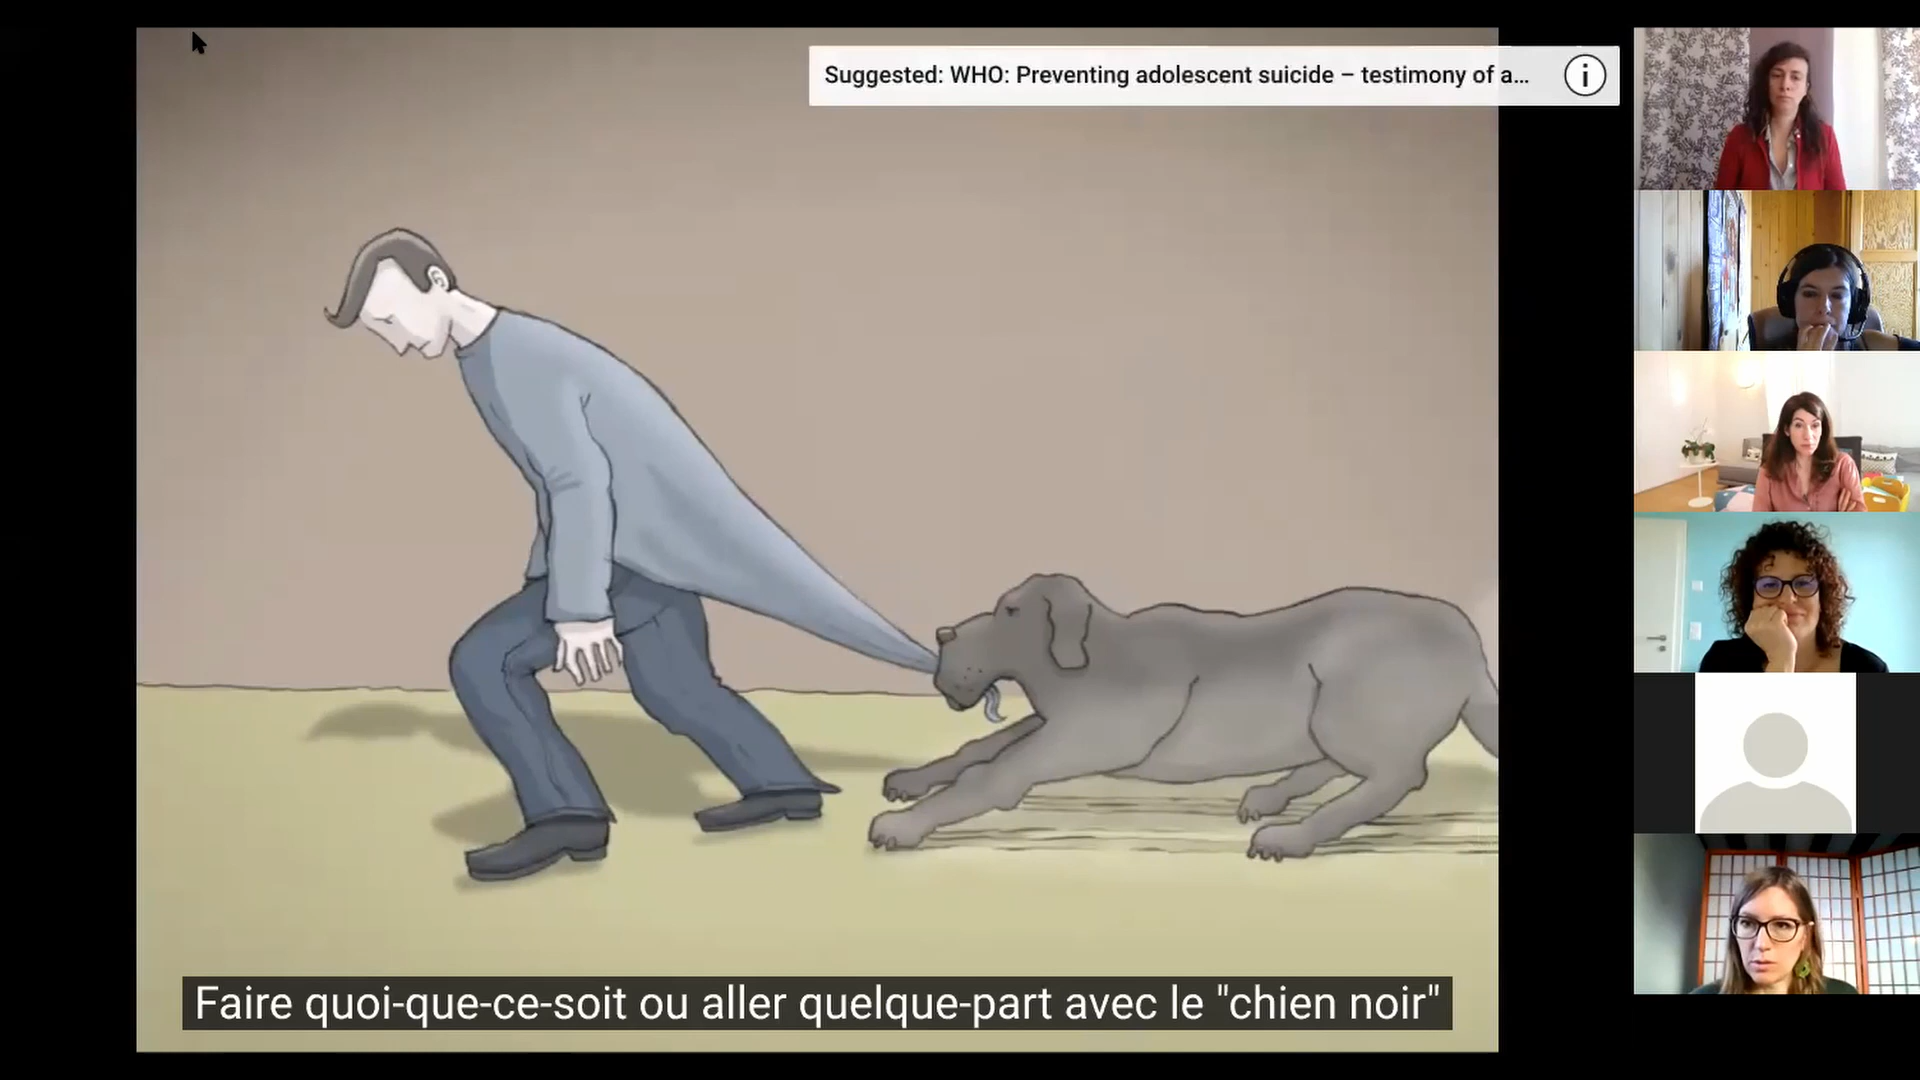 Suggested: WHO: Preventing adolescent suicide – testimony of a...
Faire quoi-que-ce-soit ou aller quelque-part avec le "chien noir"